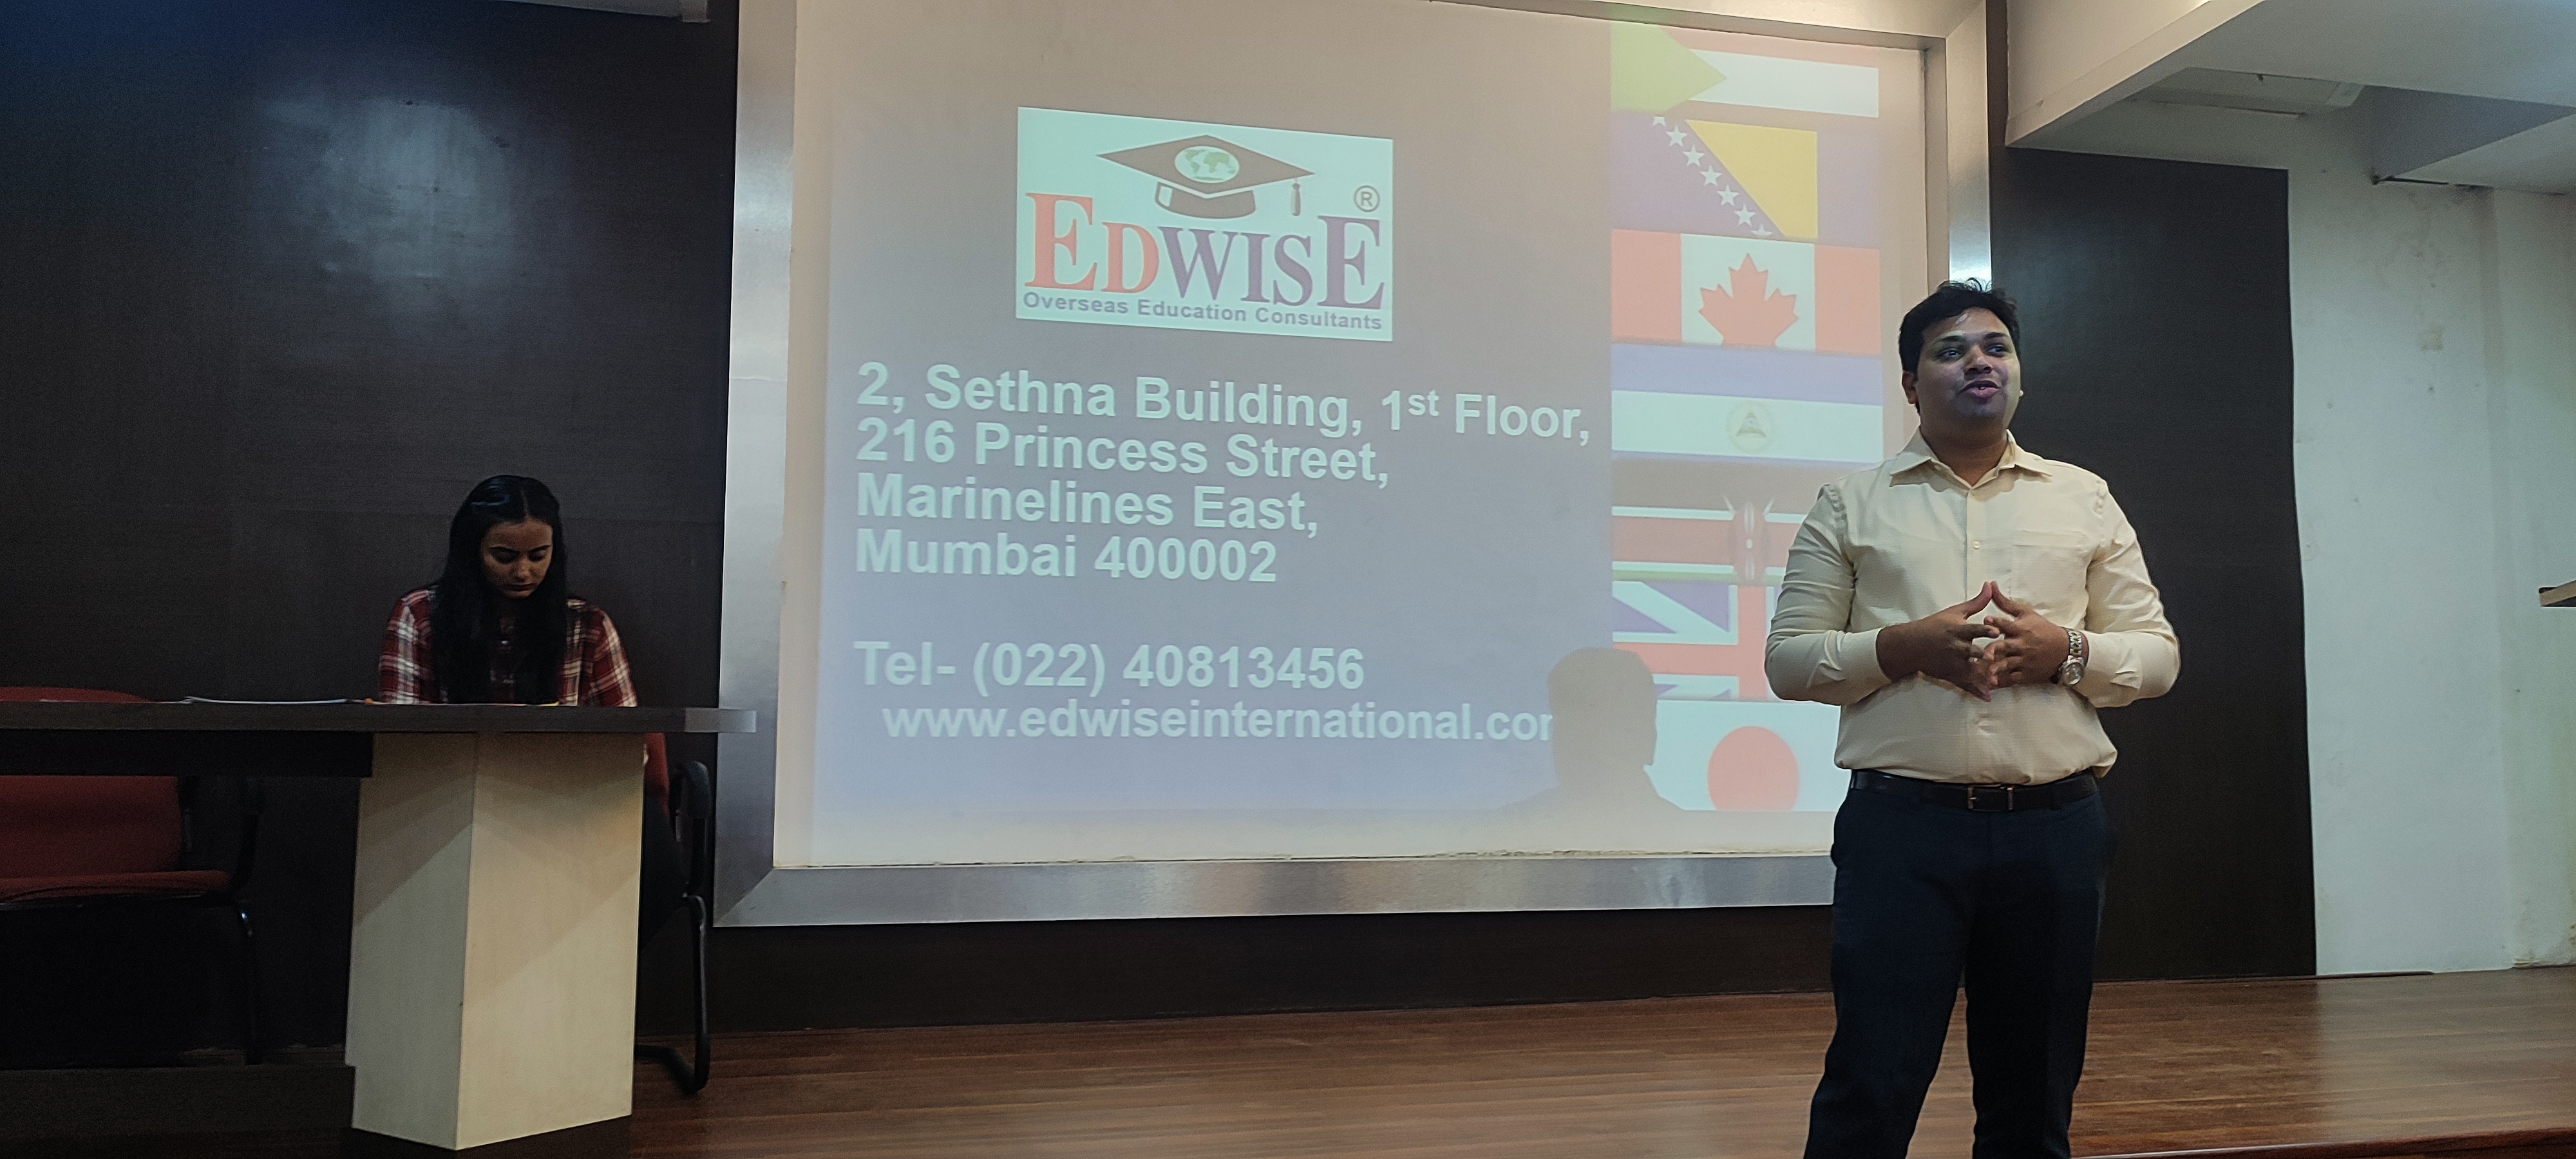 EDWISE ®
Overseas Education Consultants
2, Sethna Building, 1st Floor,
216 Princess Street,
Marinelines East,
Mumbai 400002
Tel- (022) 40813456
www.edwiseinternational.cor